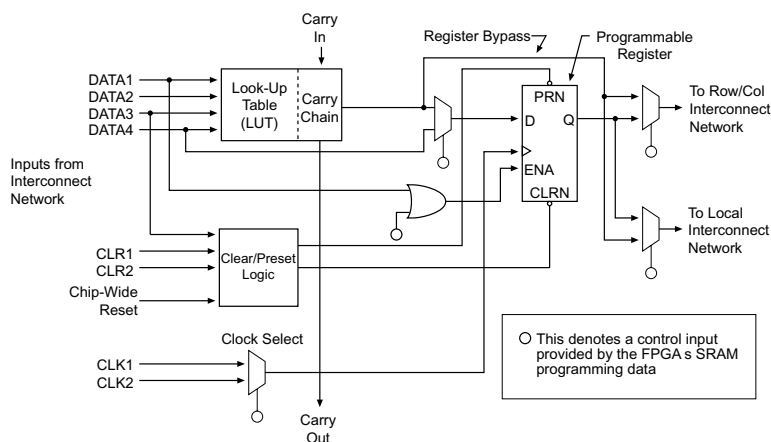 Carry
In
Register Bypass
Programmable
Register
DATA1
DATA2
DATA3
DATA4
Look-Up
Table
(LUT)
Carry
Chain
PRN
D
Q
ENA
CLRN
To Row/Col
Interconnect
Network
Inputs from
Interconnect
Network
To Local
Interconnect
Network
CLR1
CLR2
Chip-Wide
Reset
Clear/Preset
Logic
Clock Select
CLK1
CLK2
Carry
Out
This denotes a control input
provided by the FPGA s SRAM
programming data